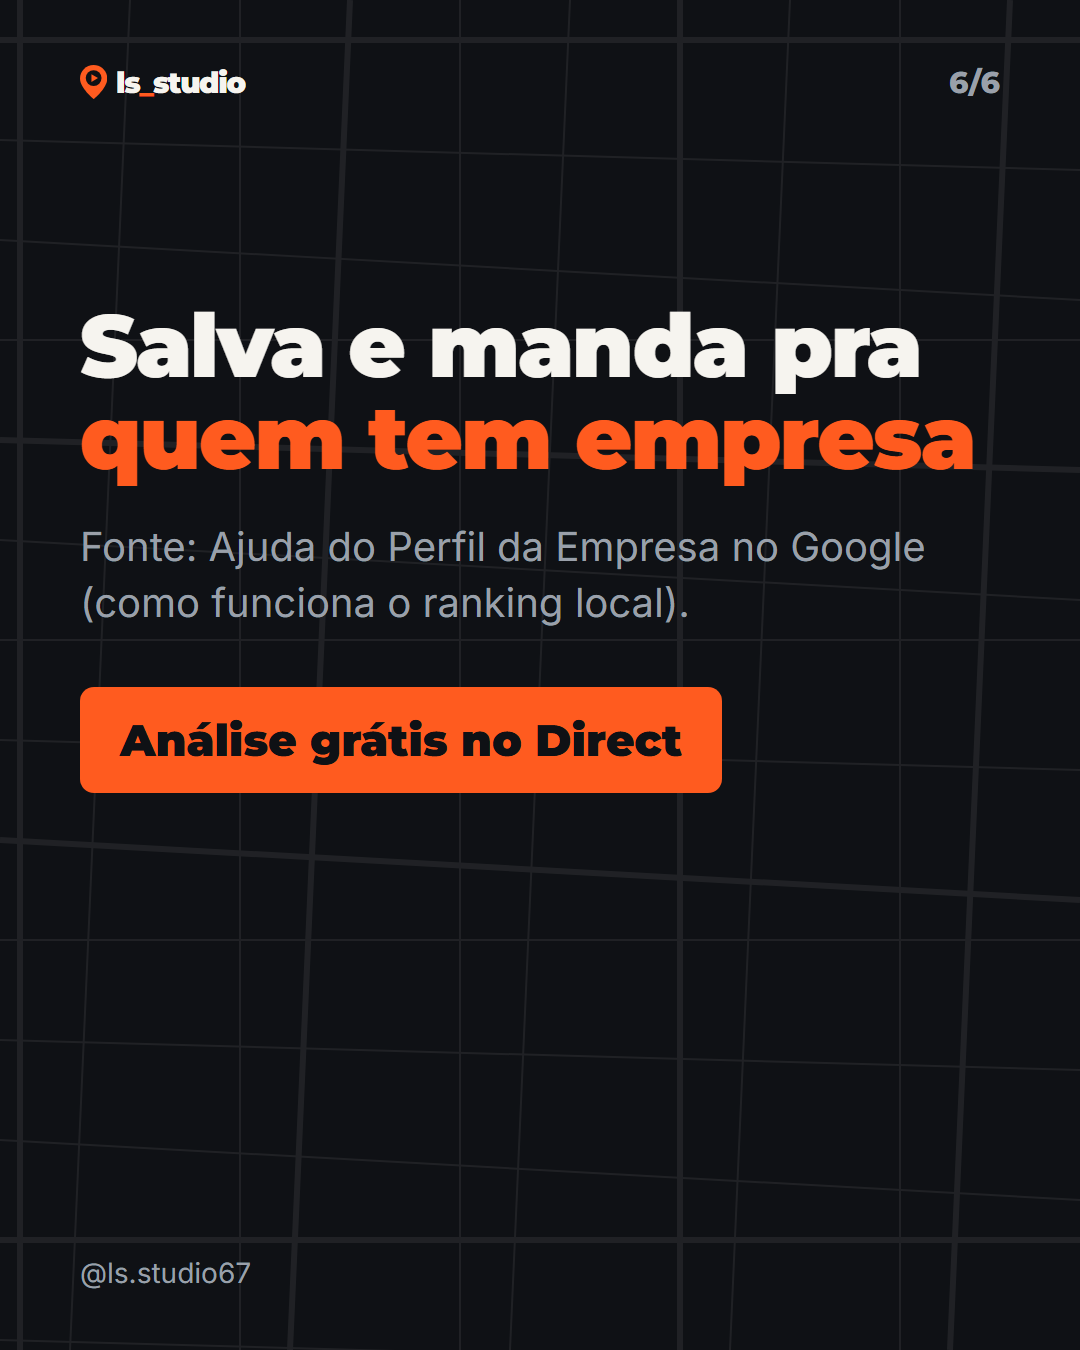 ls_studio
6/6
Salva e manda pra
quem tem empresa
Fonte: Ajuda do Perfil da Empresa no Google
(como funciona o ranking local).
Análise grátis no Direct
@ls.studio67